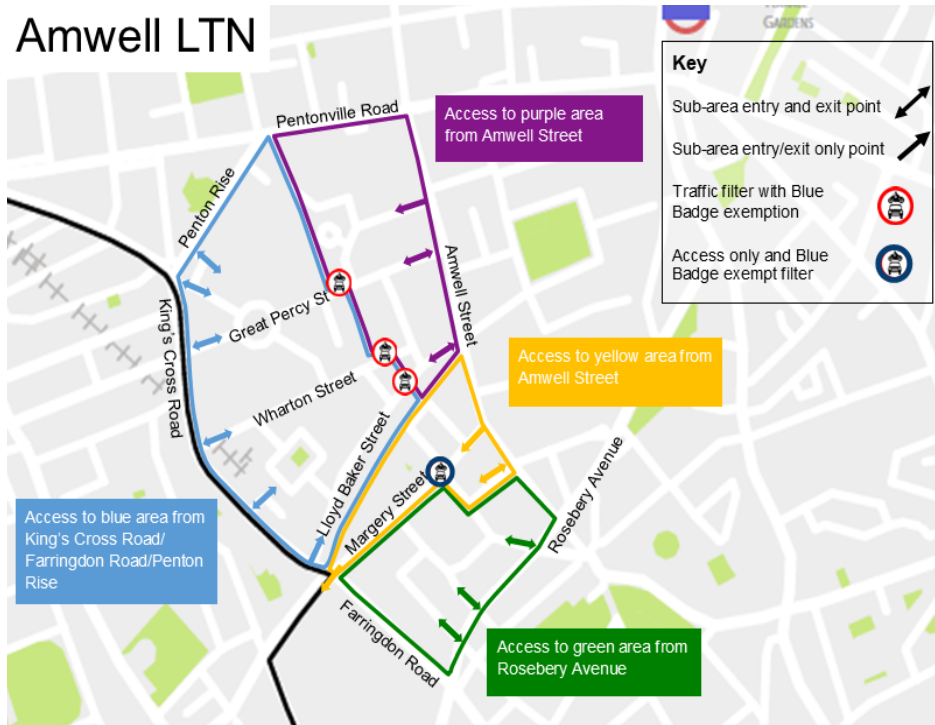 Amwell LTN
GARDENS
Key
Sub-area entry and exit point
Sub-area entry/exit only point
Traffic filter with Blue
Badge exemption
Access only and Blue
Badge exempt filter
Pentonville Road
Access to purple area
from Amwell Street
Penton Rise
Amwell Street
King's Cross Road
Great Percy St
Access to yellow area from
Amwell Street
Wharton Street
Lloyd Baker Street
Margery Street
Rosebery Avenue
Access to blue area from
King's Cross Road/
Farringdon Road/Penton
Rise
Farringdon Road
Access to green area from
Rosebery Avenue